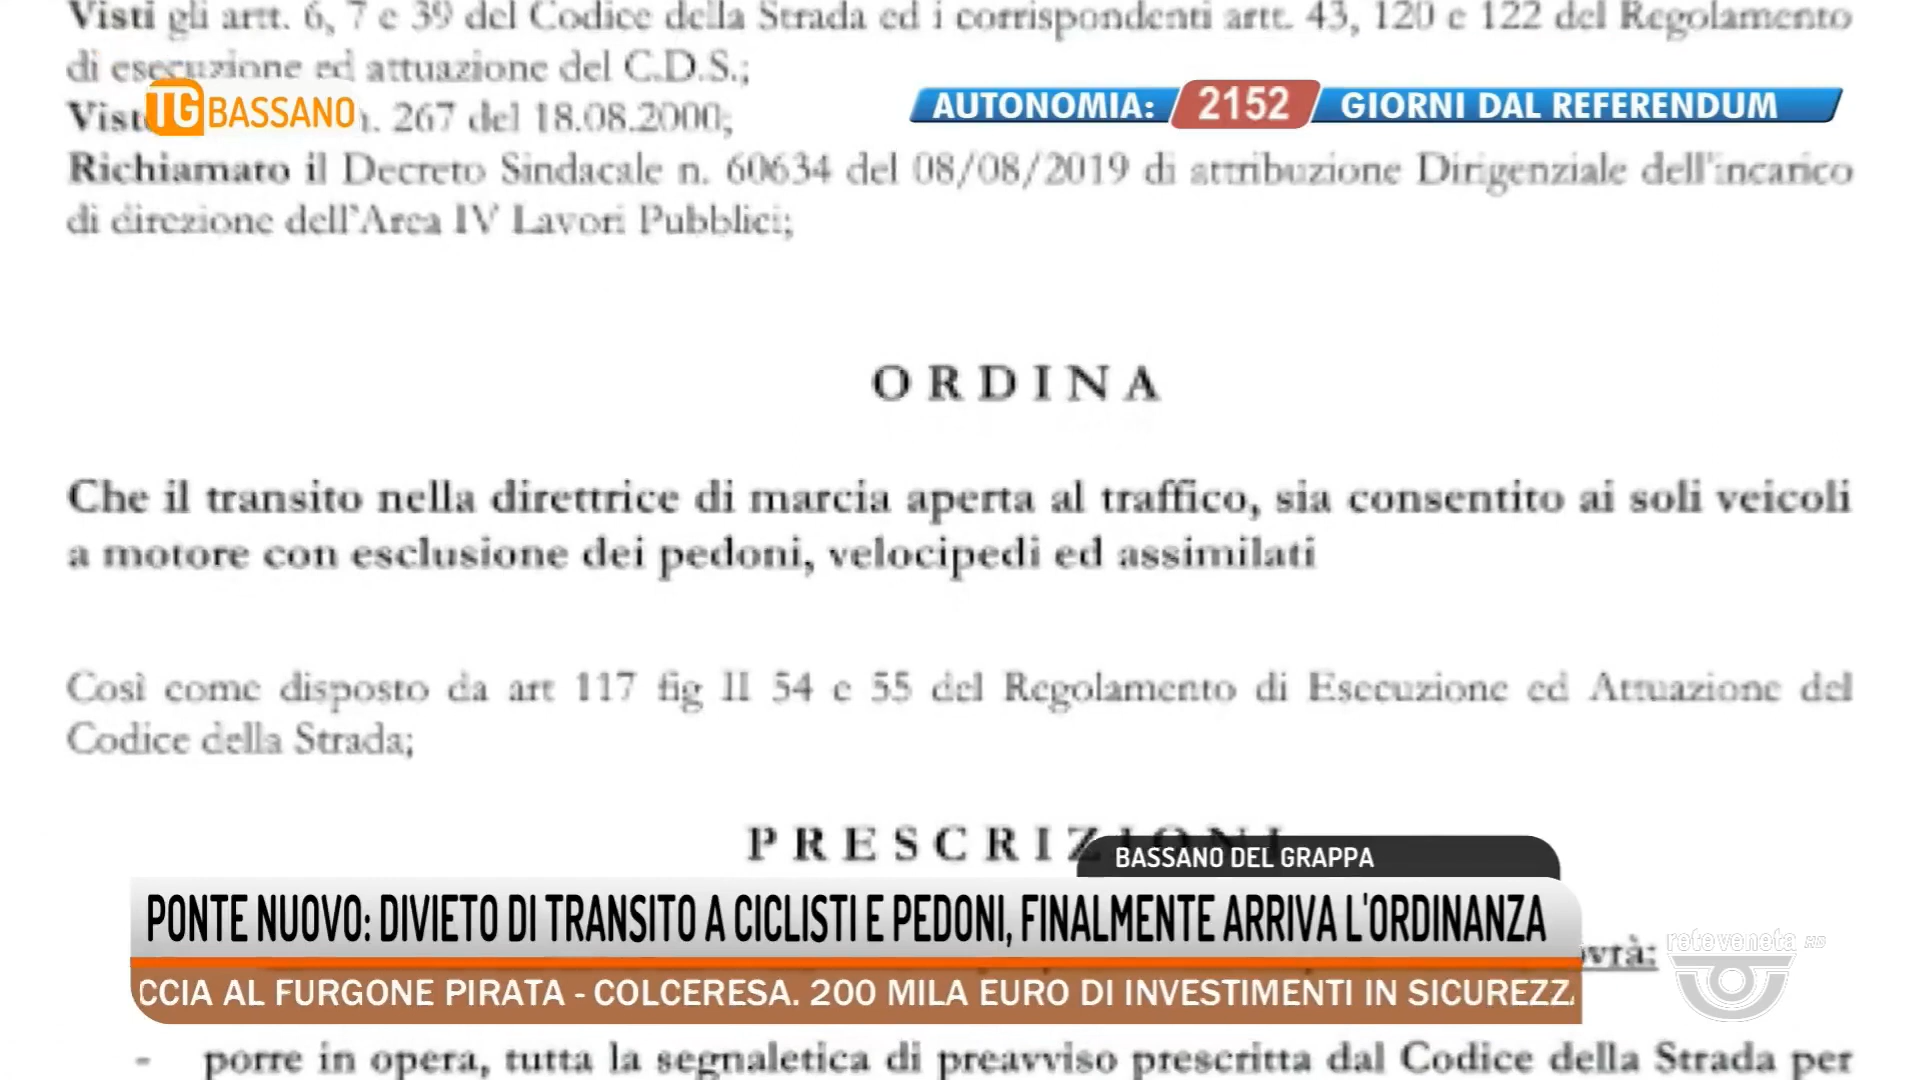 Visti gli artt. 6, 7 e 39 del Codice della Strada ed i corrispondenti artt. 43, 120 e 122 del Regolamento
di esecuzione ed attuazione del C.D.S.;
TG BASSANO
267 del 18.08.2000;
AUTONOMIA: 2152 GIORNI DAL REFERENDUM
Richiamato il Decreto Sindacale n. 60634 del 08/08/2019 di attribuzione Dirigenziale dell'incarico
di direzione dell'Area IV Lavori Pubblici;
ORDINA
Che il transito nella direttrice di marcia aperta al traffico, sia consentito ai soli veicoli
a motore con esclusione dei pedoni, velocipedi ed assimilati
Così come disposto da art 117 fig II 54 e 55 del Regolamento di Esecuzione ed Attuazione del
Codice della Strada;
PRESCRIZIONI
BASSANO DEL GRAPPA
PONTE NUOVO: DIVIETO DI TRANSITO A CICLISTI E PEDONI, FINALMENTE ARRIVA L'ORDINANZA
ovrà:
reteveneta HD
CCIA AL FURGONE PIRATA - COLCERESA. 200 MILA EURO DI INVESTIMENTI IN SICUREZZA
- porre in opera, tutta la segnaletica di preavviso prescritta dal Codice della Strada per